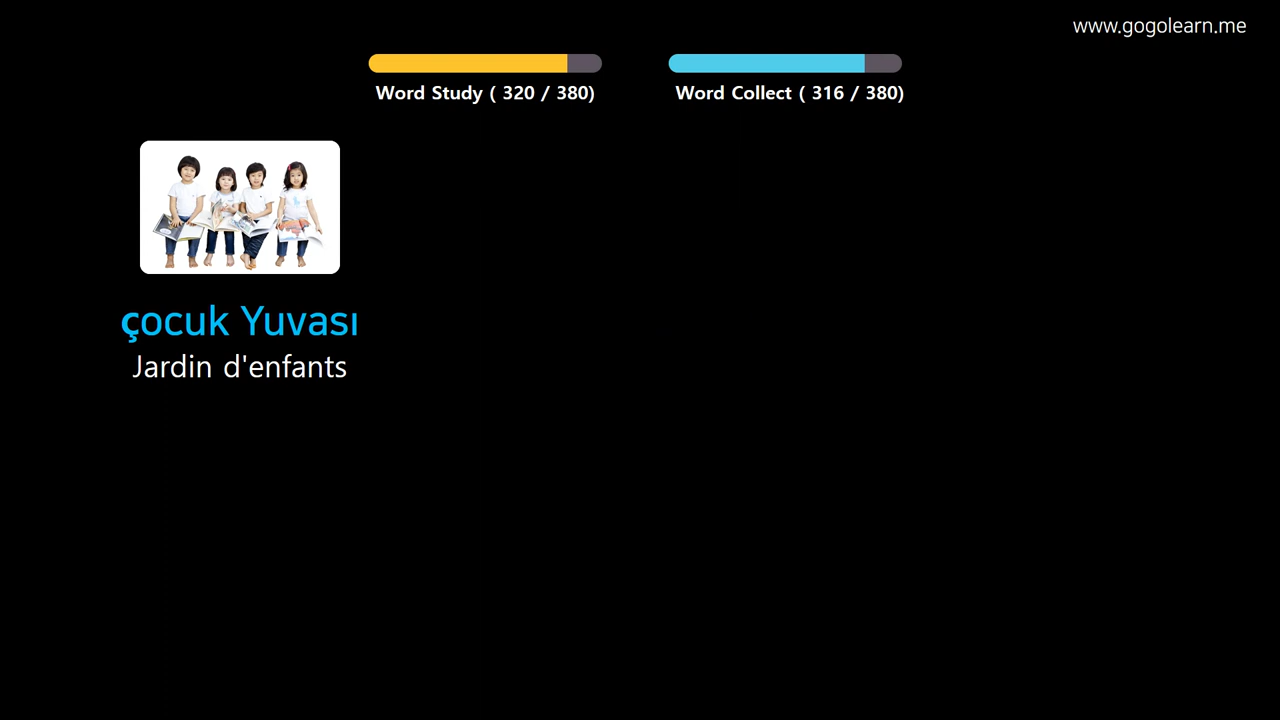 www.gogolearn.me
Word Study ( 320 / 380)
Word Collect ( 316 / 380)
çocuk Yuvası
Jardin d'enfants